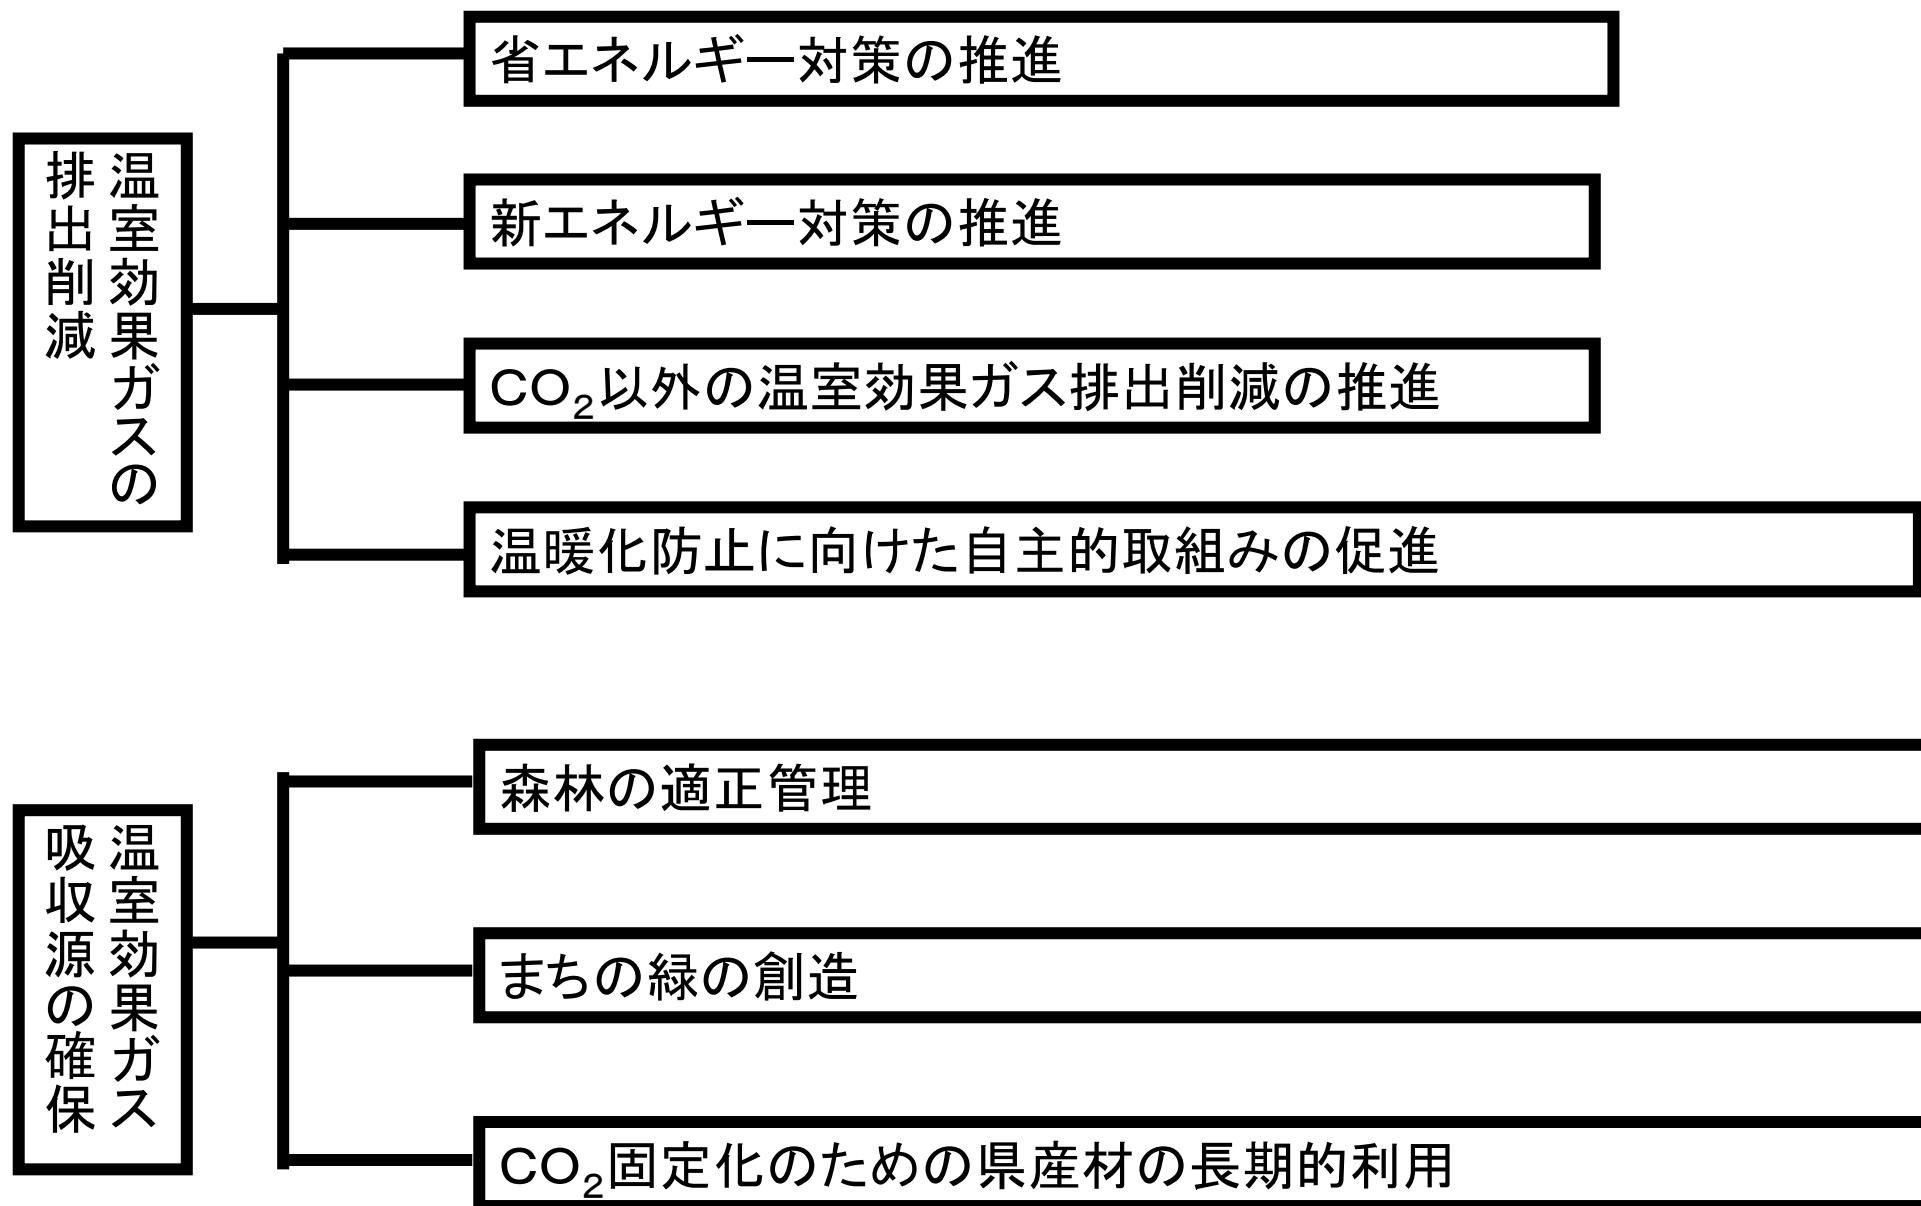 温室効果ガスの
排出削減
省エネルギー対策の推進
新エネルギー対策の推進
CO₂以外の温室効果ガス排出削減の推進
温暖化防止に向けた自主的取組みの促進
温室効果ガス
吸収源の確保
森林の適正管理
まちの緑の創造
CO₂固定化のための県産材の長期的利用